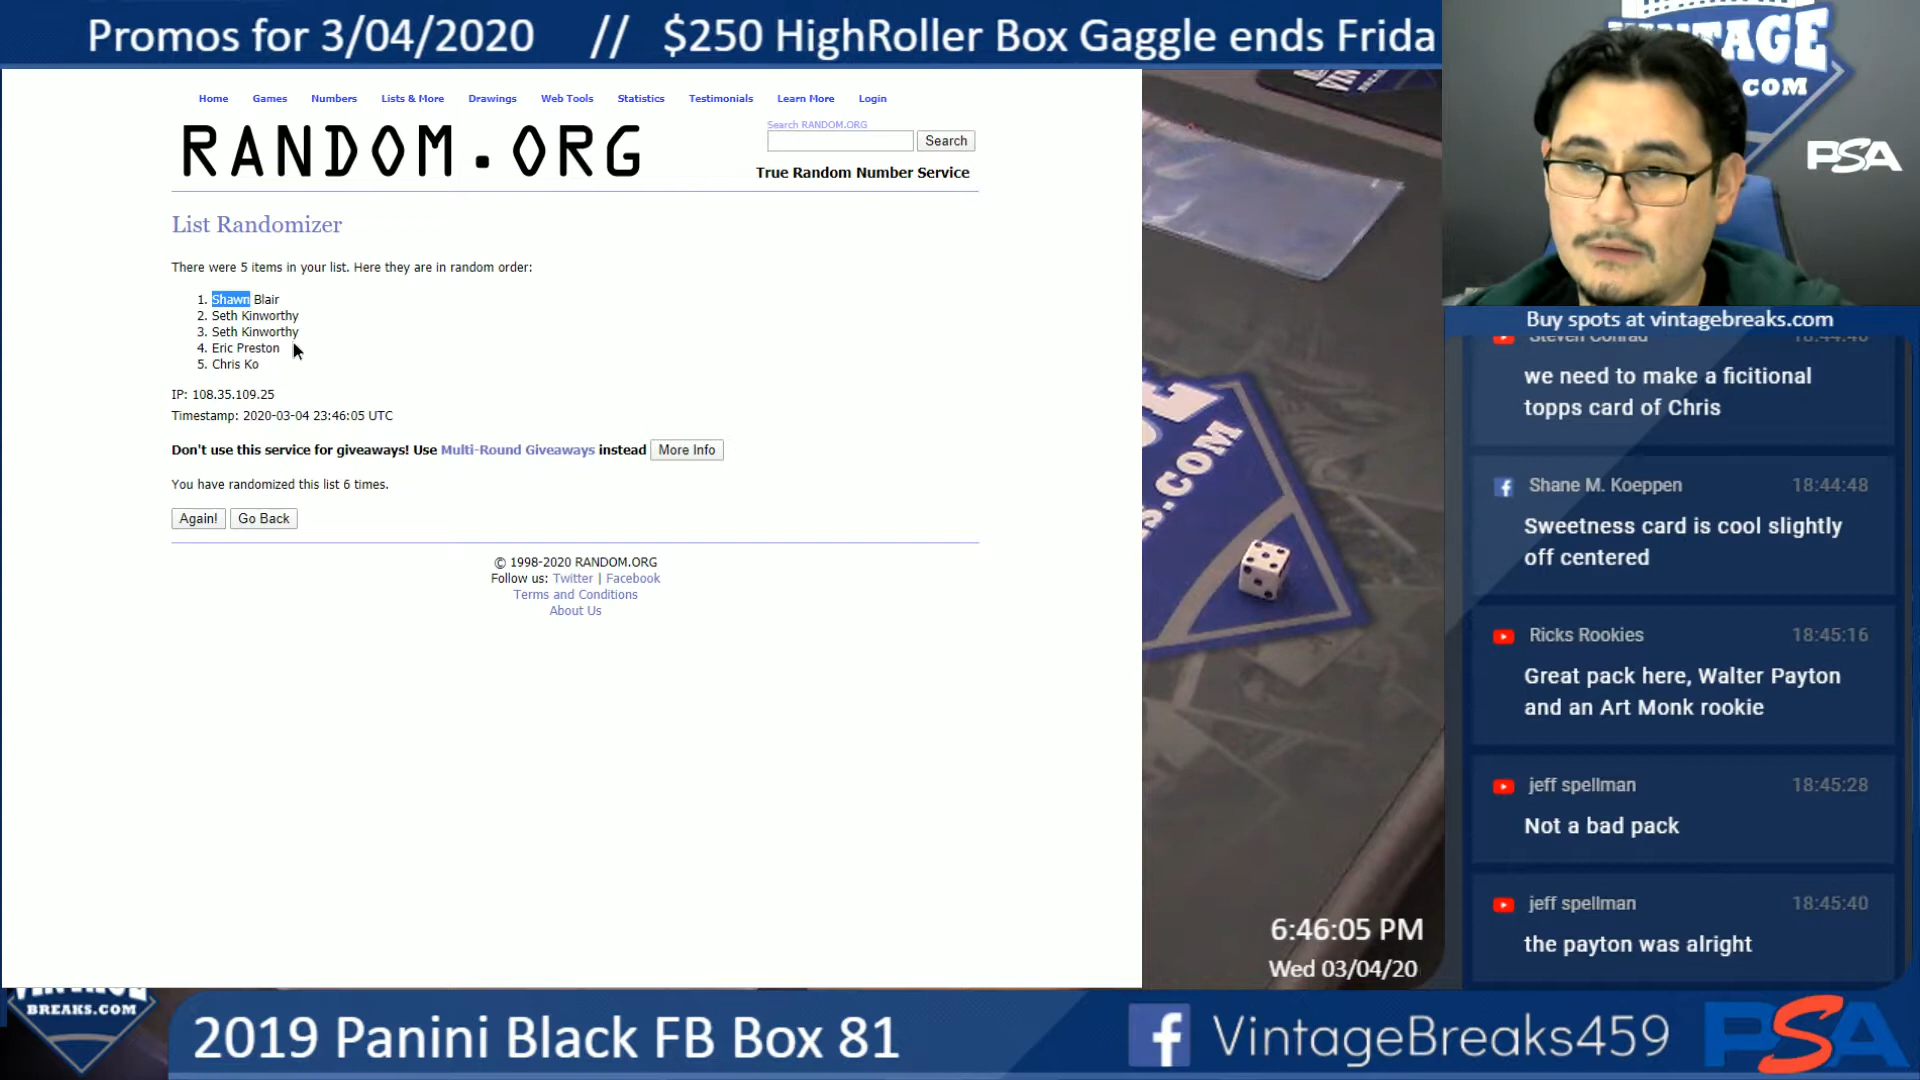 Promos for 3/04/2020 // $250 HighRoller Box Gaggle ends Frida
Home Games Numbers Lists & More Drawings Web Tools Statistics Testimonials Learn More Login
RANDOM.ORG
Search RANDOM.ORG
Search
True Random Number Service
List Randomizer
There were 5 items in your list. Here they are in random order:
1. Shawn Blair
2. Seth Kinworthy
3. Seth Kinworthy
4. Eric Preston
5. Chris Ko
IP: 108.35.109.25
Timestamp: 2020-03-04 23:46:05 UTC
Don't use this service for giveaways! Use Multi-Round Giveaways instead More Info
You have randomized this list 6 times.
Again! Go Back
© 1998-2020 RANDOM.ORG
Follow us: Twitter | Facebook
Terms and Conditions
About Us
.COM
6:46:05 PM
Wed 03/04/20
VINTAGE
.COM
PSA
Buy spots at vintagebreaks.com
Steven Conrad 18:44:40
we need to make a ficitional
topps card of Chris
Shane M. Koeppen 18:44:48
Sweetness card is cool slightly
off centered
Ricks Rookies 18:45:16
Great pack here, Walter Payton
and an Art Monk rookie
jeff spellman 18:45:28
Not a bad pack
jeff spellman 18:45:40
the payton was alright
VINTAGE
BREAKS.COM
2019 Panini Black FB Box 81
VintageBreaks459
PSA